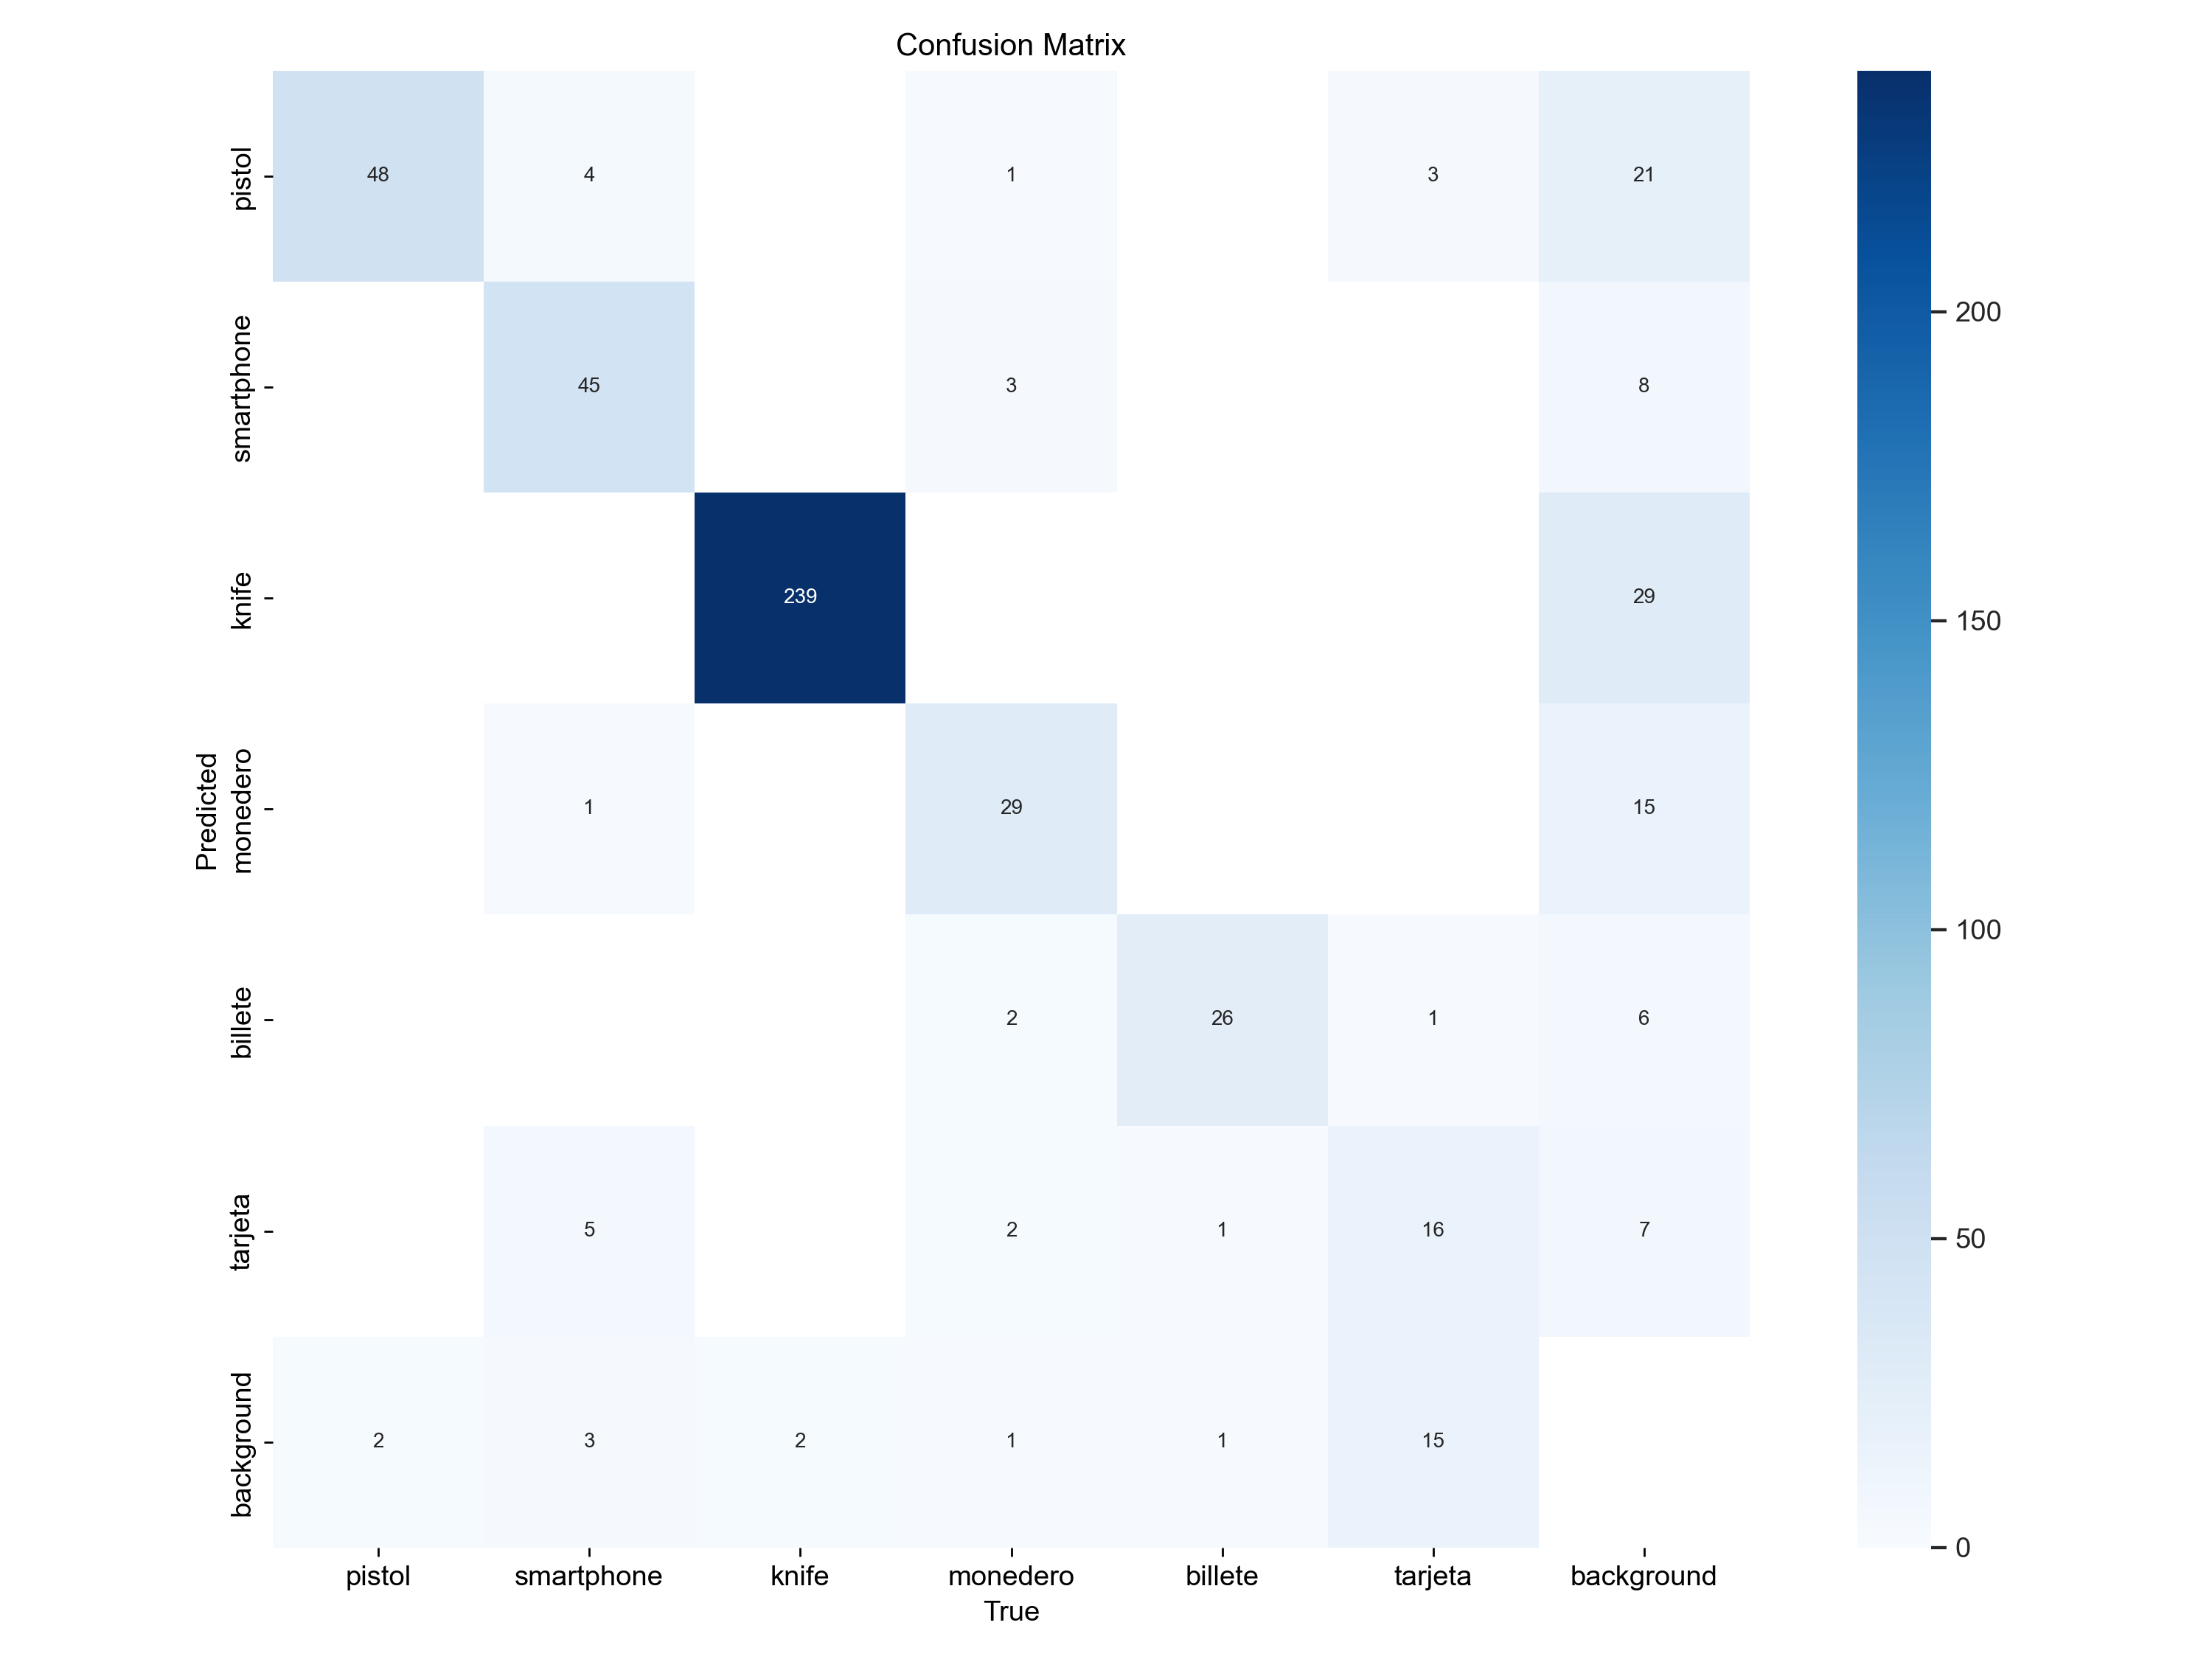 Confusion Matrix
pistol
48
4
1
3
21
smartphone
45
3
8
knife
239
29
Predicted
monedero
1
29
15
billete
2
26
1
6
tarjeta
5
2
1
16
7
background
2
3
2
1
1
15
pistol
smartphone
knife
monedero
billete
tarjeta
background
True
200
150
100
50
0